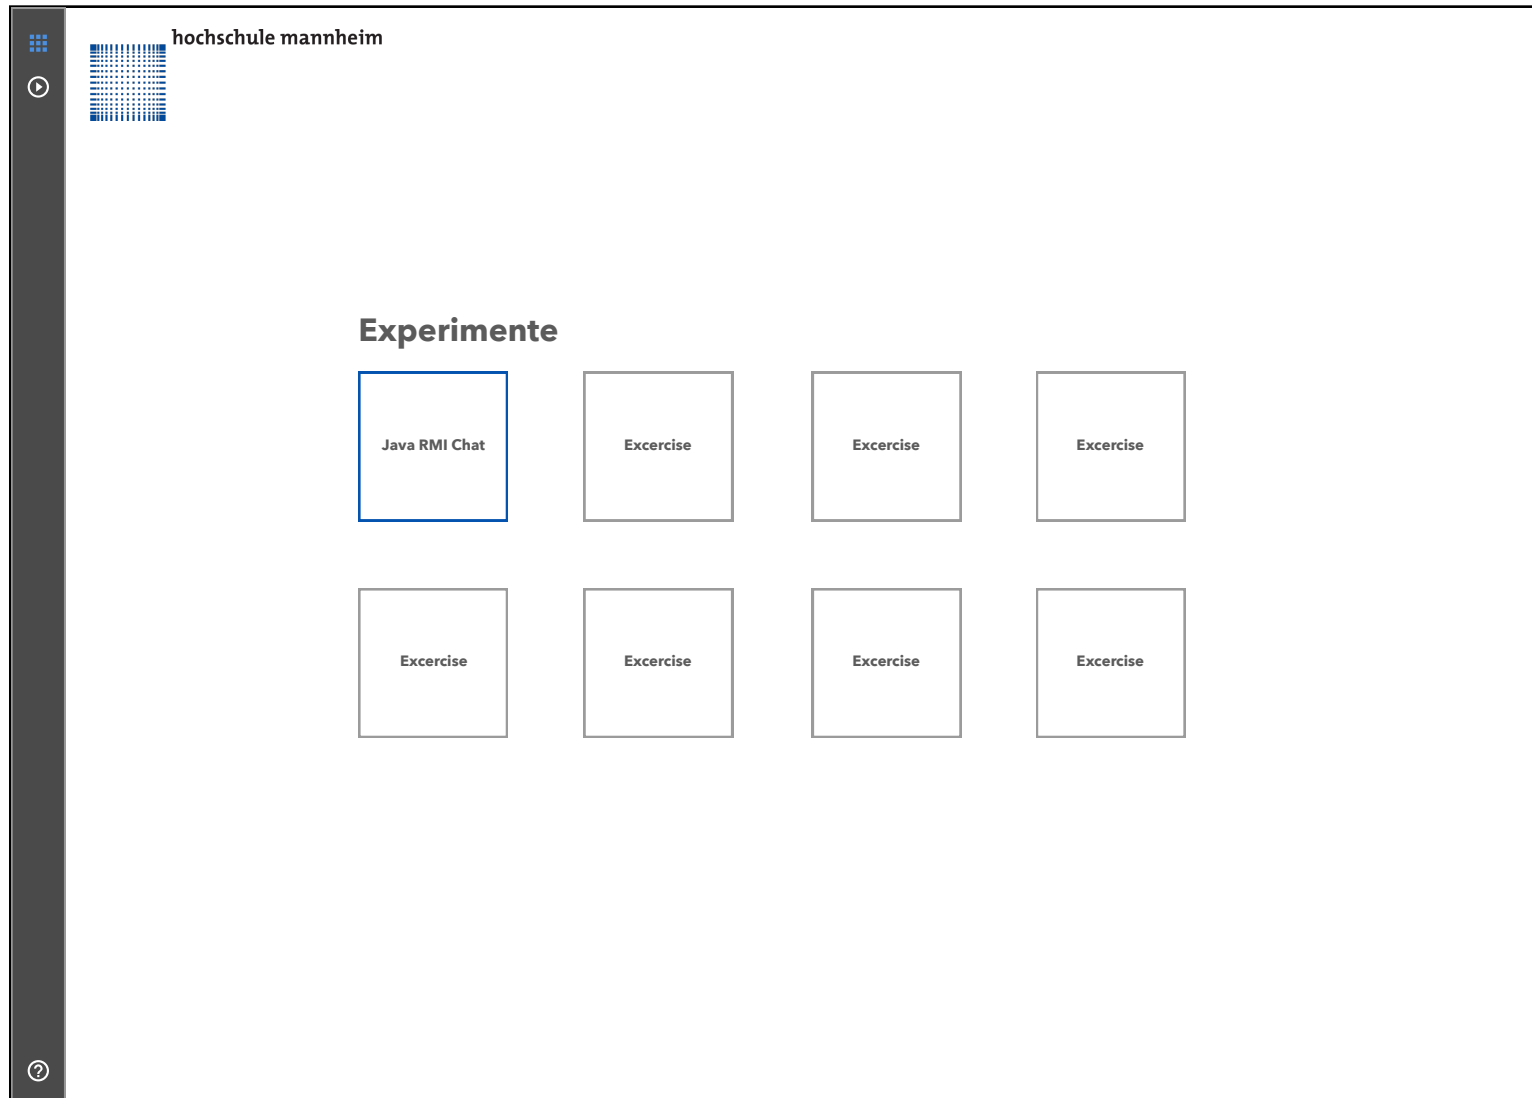 hochschule mannheim
Experimente
Java RMI Chat
Excercise
Excercise
Excercise
Excercise
Excercise
Excercise
Excercise